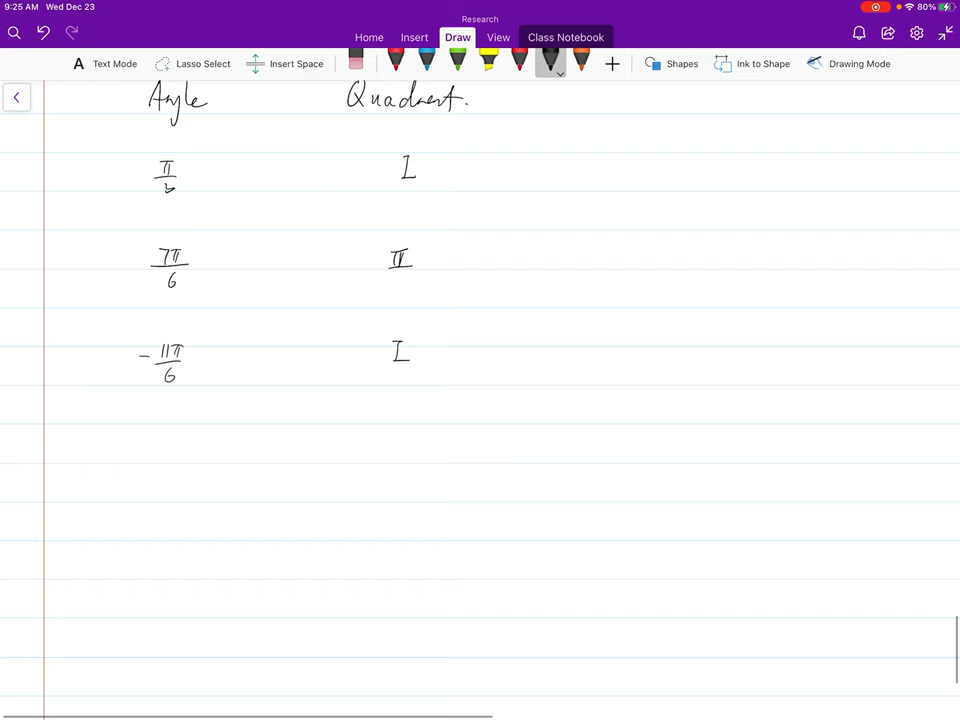 9:25 AM Wed Dec 23
80%
Research
Home Insert Draw View Class Notebook
Text Mode Lasso Select Insert Space Shapes Ink to Shape Drawing Mode
Angle Quadrent.
π I
7π/6 III
-11π/6 I